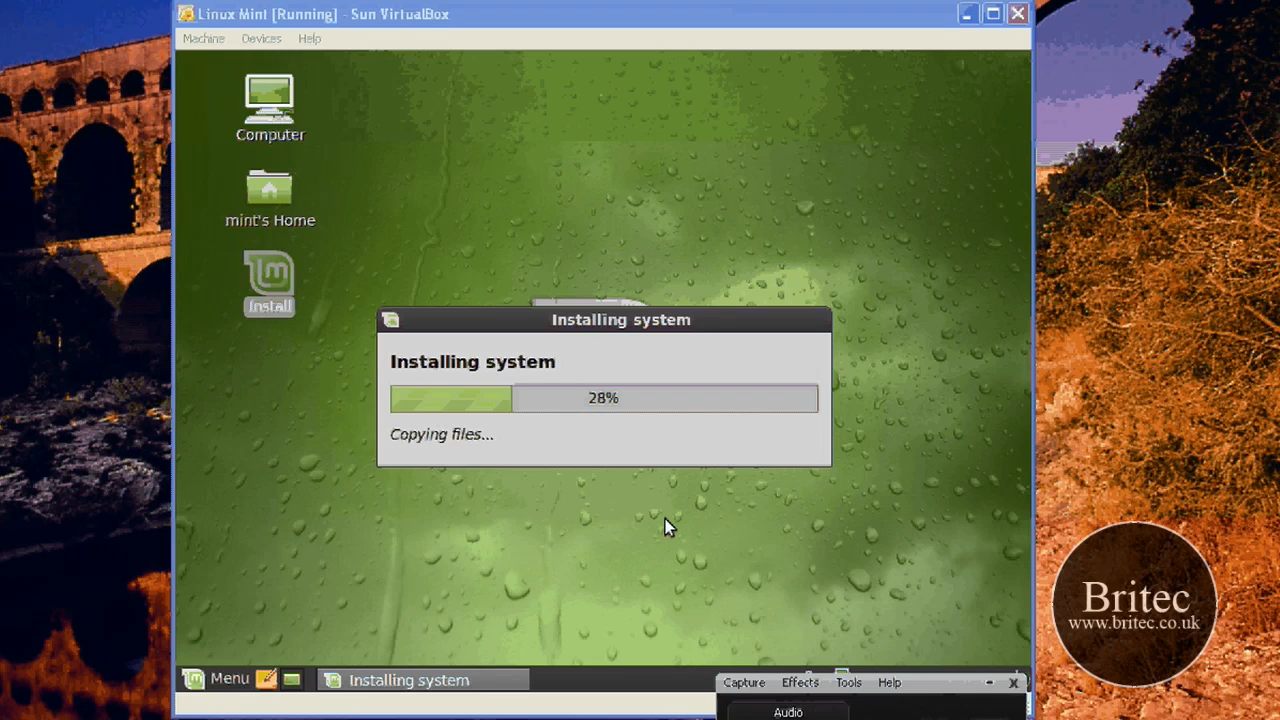 Linux Mint [Running] - Sun VirtualBox
Machine Devices Help
Computer
mint's Home
Install
Installing system
Installing system
28%
Copying files...
Menu
Installing system
Capture Effects Tools Help
Audio
Britec
www.britec.co.uk